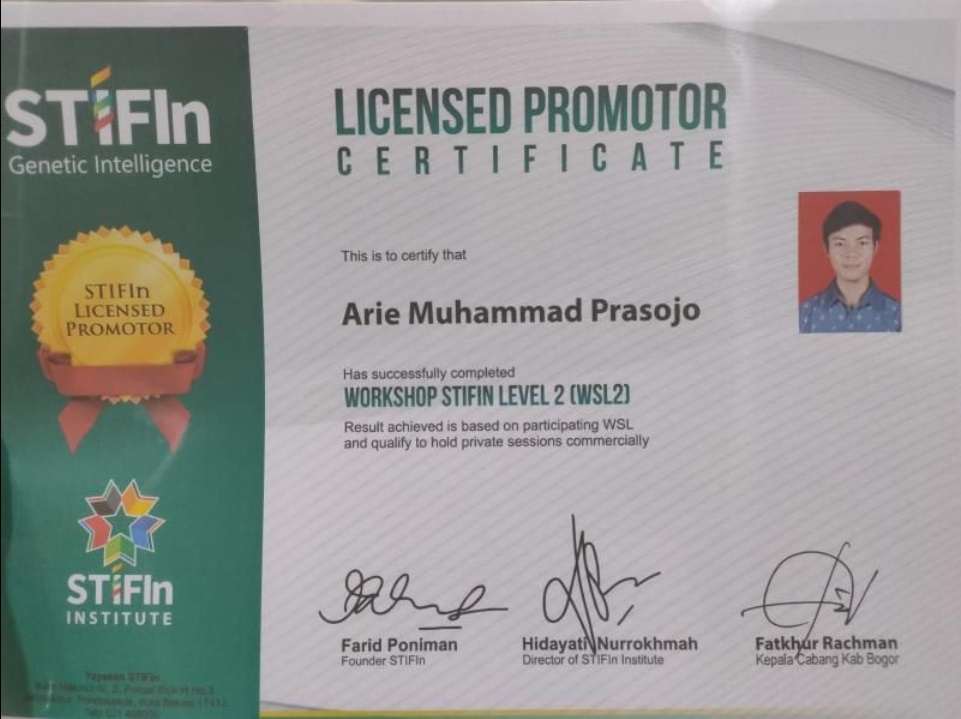 STIFIn
Genetic Intelligence
STIFIn
LICENSED
PROMOTOR
STIFIn
INSTITUTE
Yayasan STIFIn
LICENSED PROMOTOR
CERTIFICATE
This is to certify that
Arie Muhammad Prasojo
Has successfully completed
WORKSHOP STIFIN LEVEL 2 (WSL2)
Result achieved is based on participating WSL
and qualify to hold private sessions commercially
Farid Poniman
Founder STIFIn
Hidayati Nurrokhmah
Director of STIFIn Institute
Fatkhur Rachman
Kepala Cabang Kab Bogor